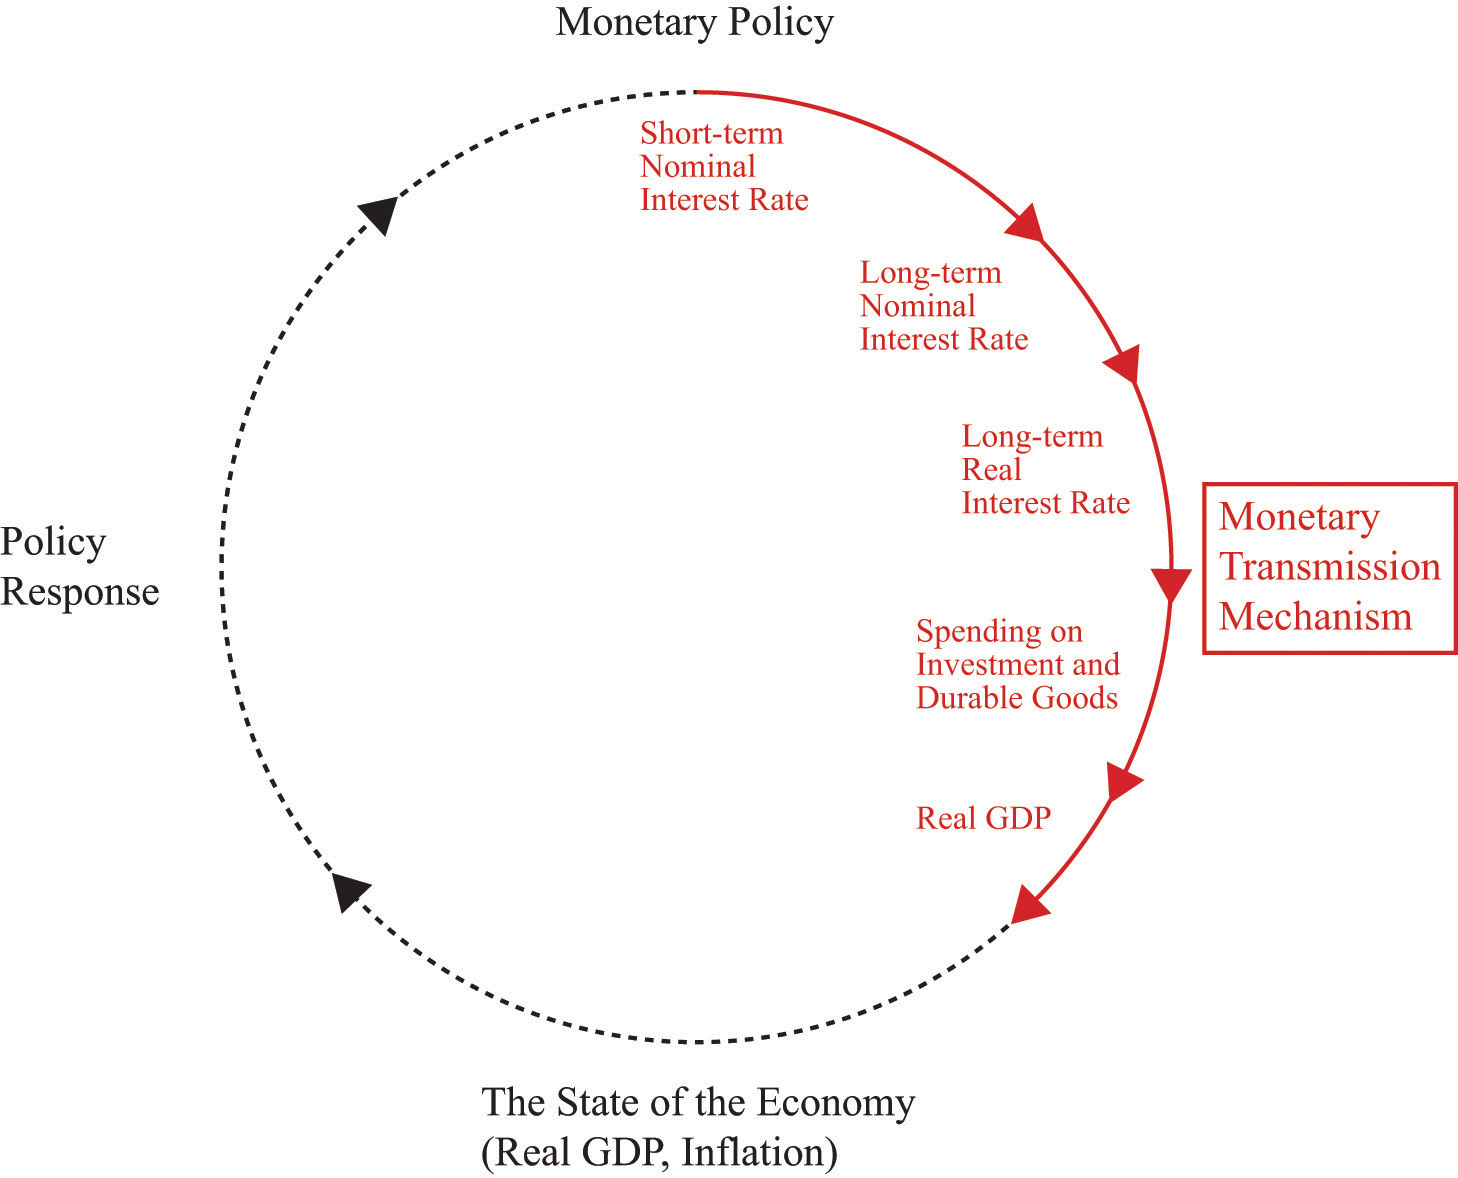 Monetary Policy
Short-term
Nominal
Interest Rate
Long-term
Nominal
Interest Rate
Long-term
Real
Interest Rate
Monetary
Transmission
Mechanism
Policy
Response
Spending on
Investment and
Durable Goods
Real GDP
The State of the Economy
(Real GDP, Inflation)